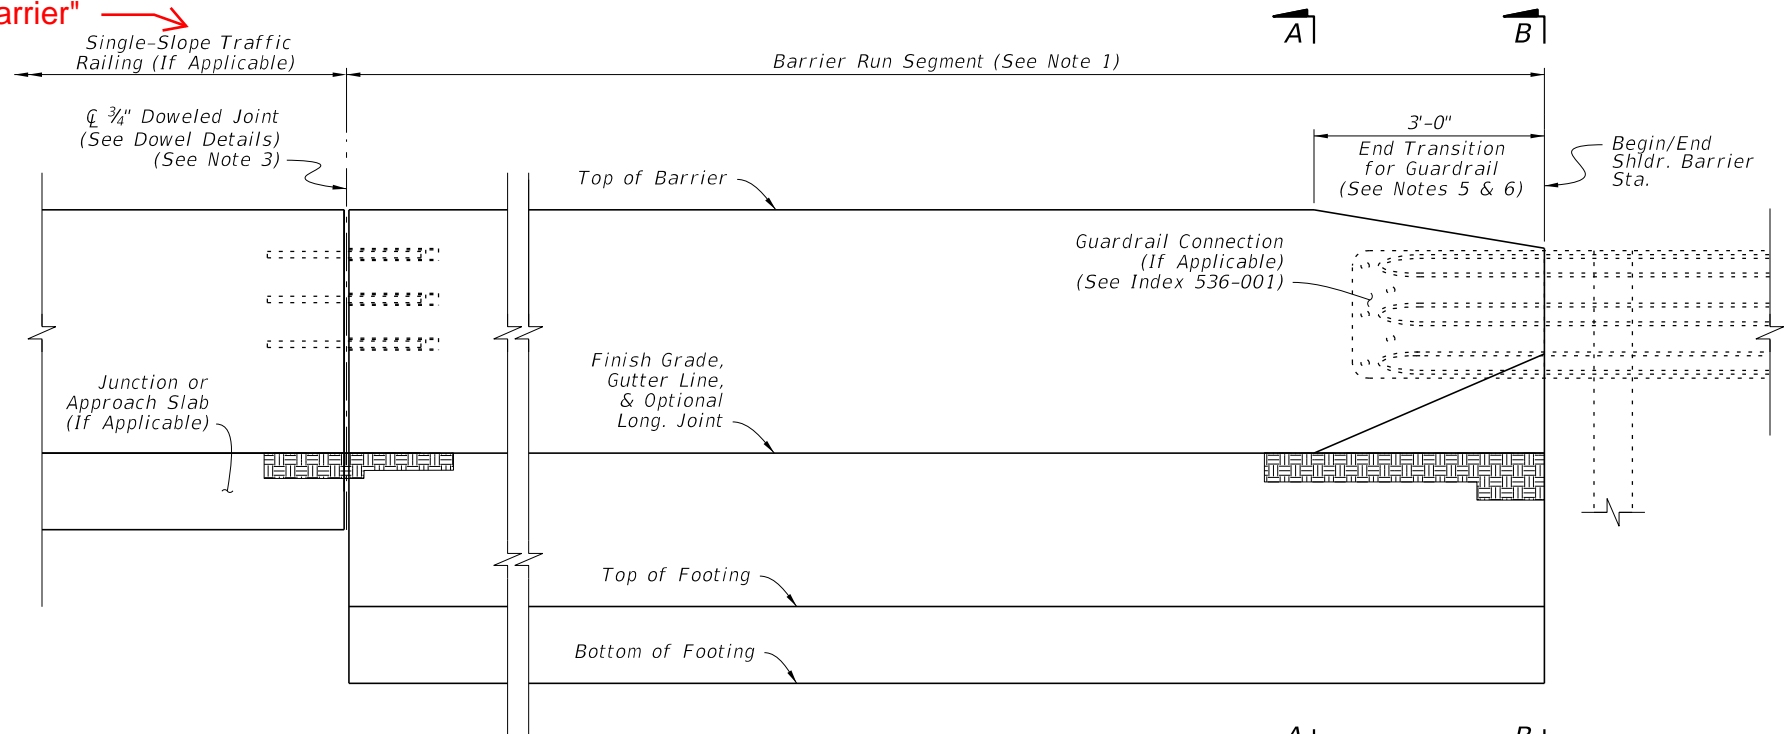 arrier"
Single-Slope Traffic
Railing (If Applicable)
Barrier Run Segment (See Note 1)
A
B
℄ ¾" Doweled Joint
(See Dowel Details)
(See Note 3)
3'-0"
End Transition
for Guardrail
(See Notes 5 & 6)
Begin/End
Shldr. Barrier
Sta.
Top of Barrier
Guardrail Connection
(If Applicable)
(See Index 536-001)
Finish Grade,
Gutter Line,
& Optional
Long. Joint
Junction or
Approach Slab
(If Applicable)
Top of Footing
Bottom of Footing
A
B